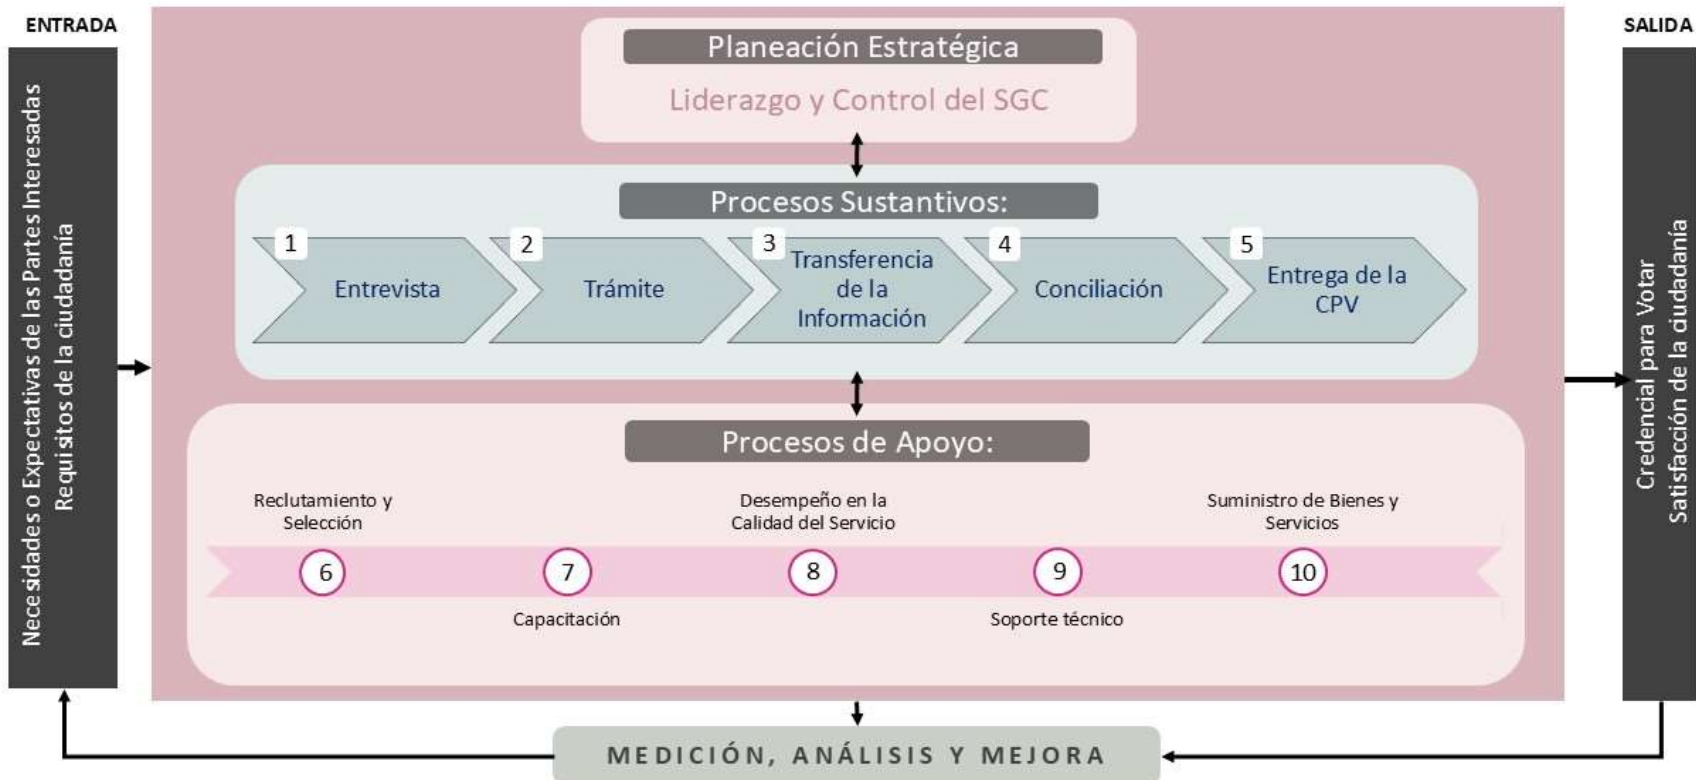 ENTRADA
SALIDA
Necesidades o Expectativas de las Partes Interesadas
Requisitos de la ciudadanía
Planeación Estratégica
Liderazgo y Control del SGC
Procesos Sustantivos:
1
Entrevista
2
Trámite
3
Transferencia
de la
Información
4
Conciliación
5
Entrega de la
CPV
Procesos de Apoyo:
Reclutamiento y
Selección
6
7
Capacitación
Desempeño en la
Calidad del Servicio
8
9
Soporte técnico
Suministro de Bienes y
Servicios
10
Credencial para Votar
Satisfacción de la ciudadanía
MEDICIÓN, ANÁLISIS Y MEJORA